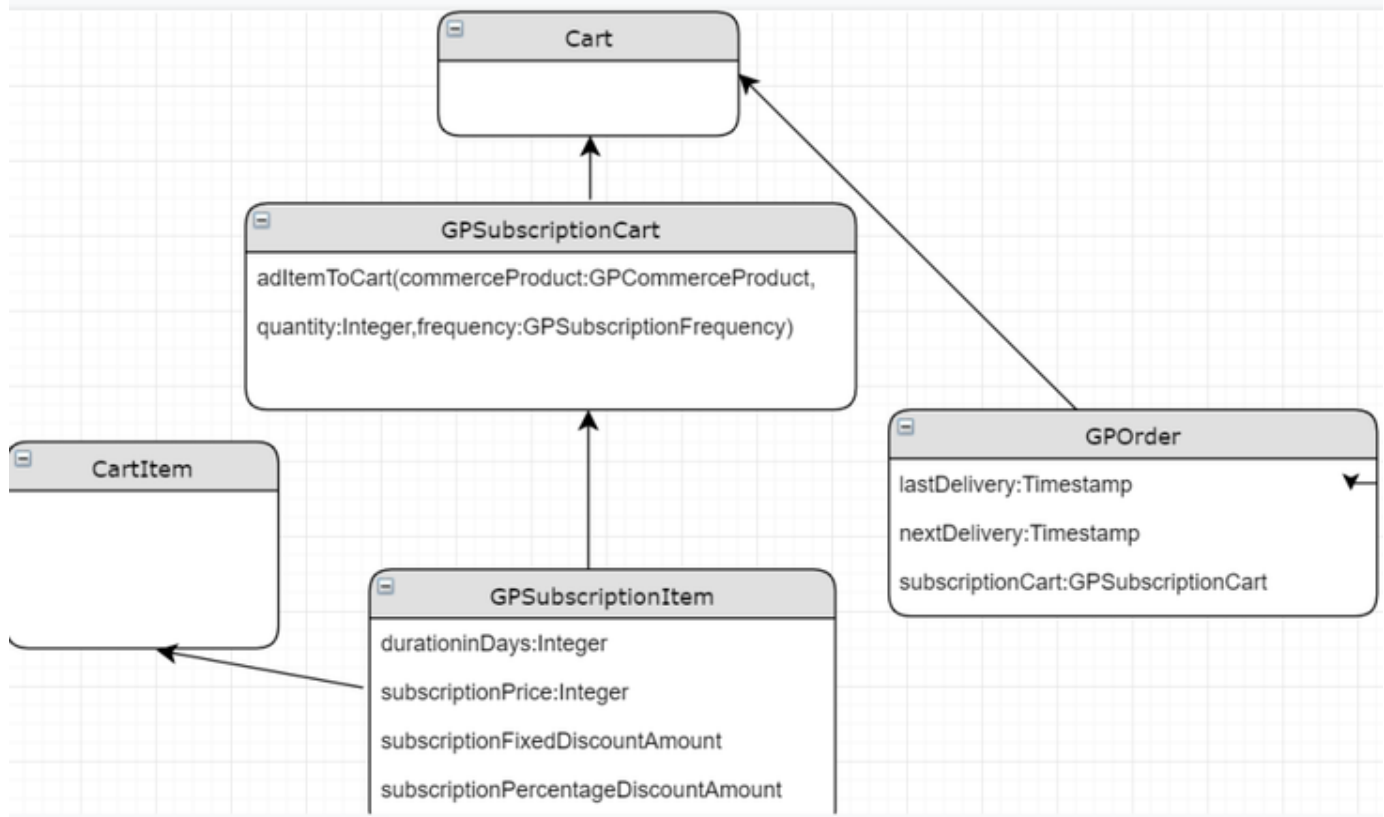 Cart
GPSubscriptionCart
adItemToCart(commerceProduct:GPCommerceProduct,
quantity:Integer,frequency:GPSubscriptionFrequency)
GPOrder
lastDelivery:Timestamp
nextDelivery:Timestamp
subscriptionCart:GPSubscriptionCart
CartItem
GPSubscriptionItem
durationinDays:Integer
subscriptionPrice:Integer
subscriptionFixedDiscountAmount
subscriptionPercentageDiscountAmount